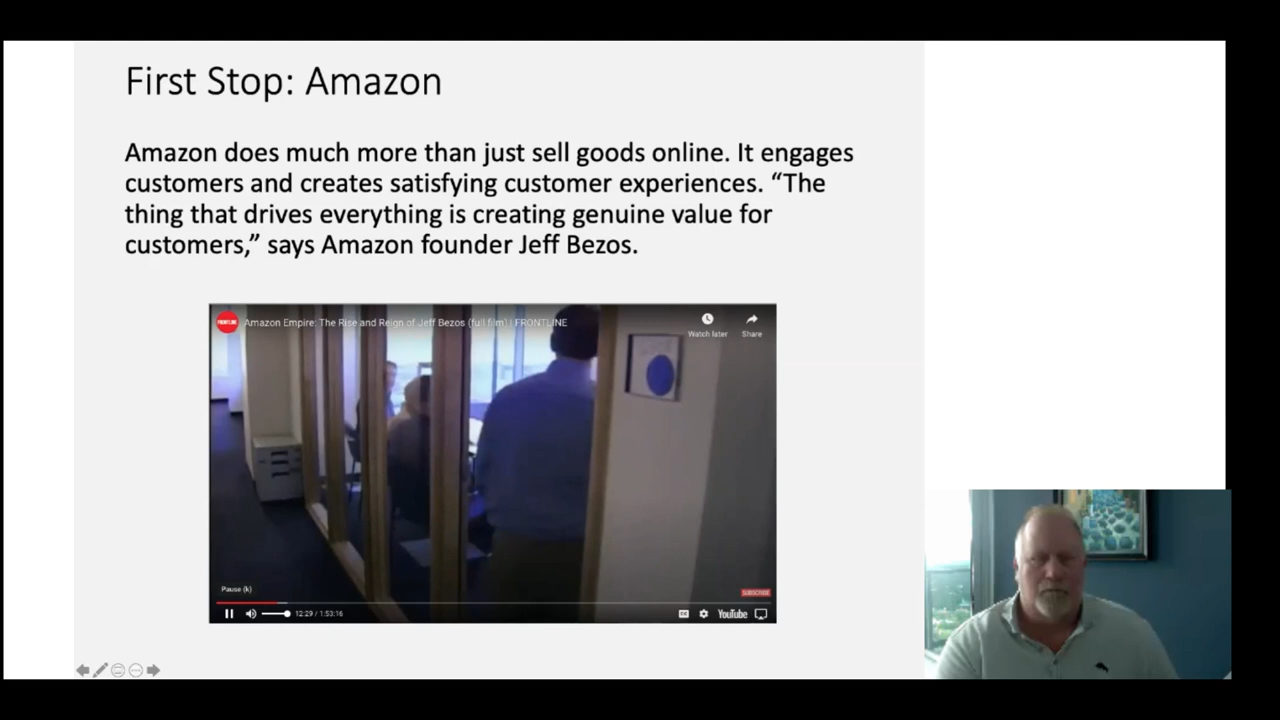 First Stop: Amazon
Amazon does much more than just sell goods online. It engages
customers and creates satisfying customer experiences. “The
thing that drives everything is creating genuine value for
customers,” says Amazon founder Jeff Bezos.
FRONTLINE
Amazon Empire: The Rise and Reign of Jeff Bezos (full film) | FRONTLINE
Watch later
Share
Pause (k)
SUBSCRIBE
12:29 / 1:53:16
CC
YouTube